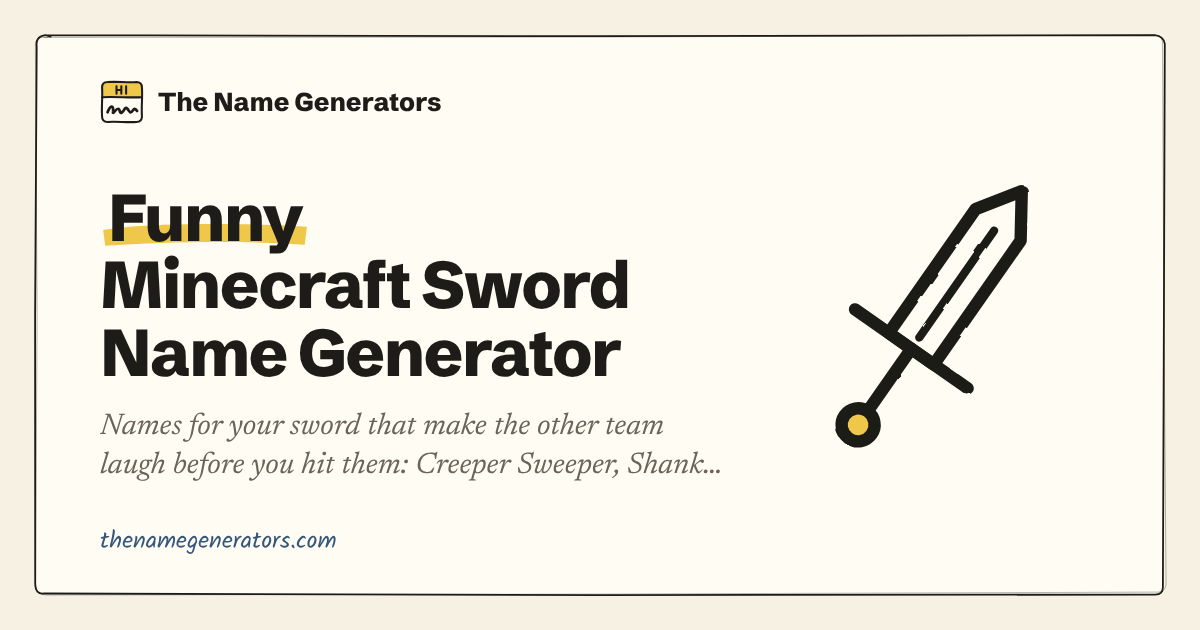 HI
The Name Generators
Funny
Minecraft Sword
Name Generator
Names for your sword that make the other team
laugh before you hit them: Creeper Sweeper, Shank...
thenamegenerators.com